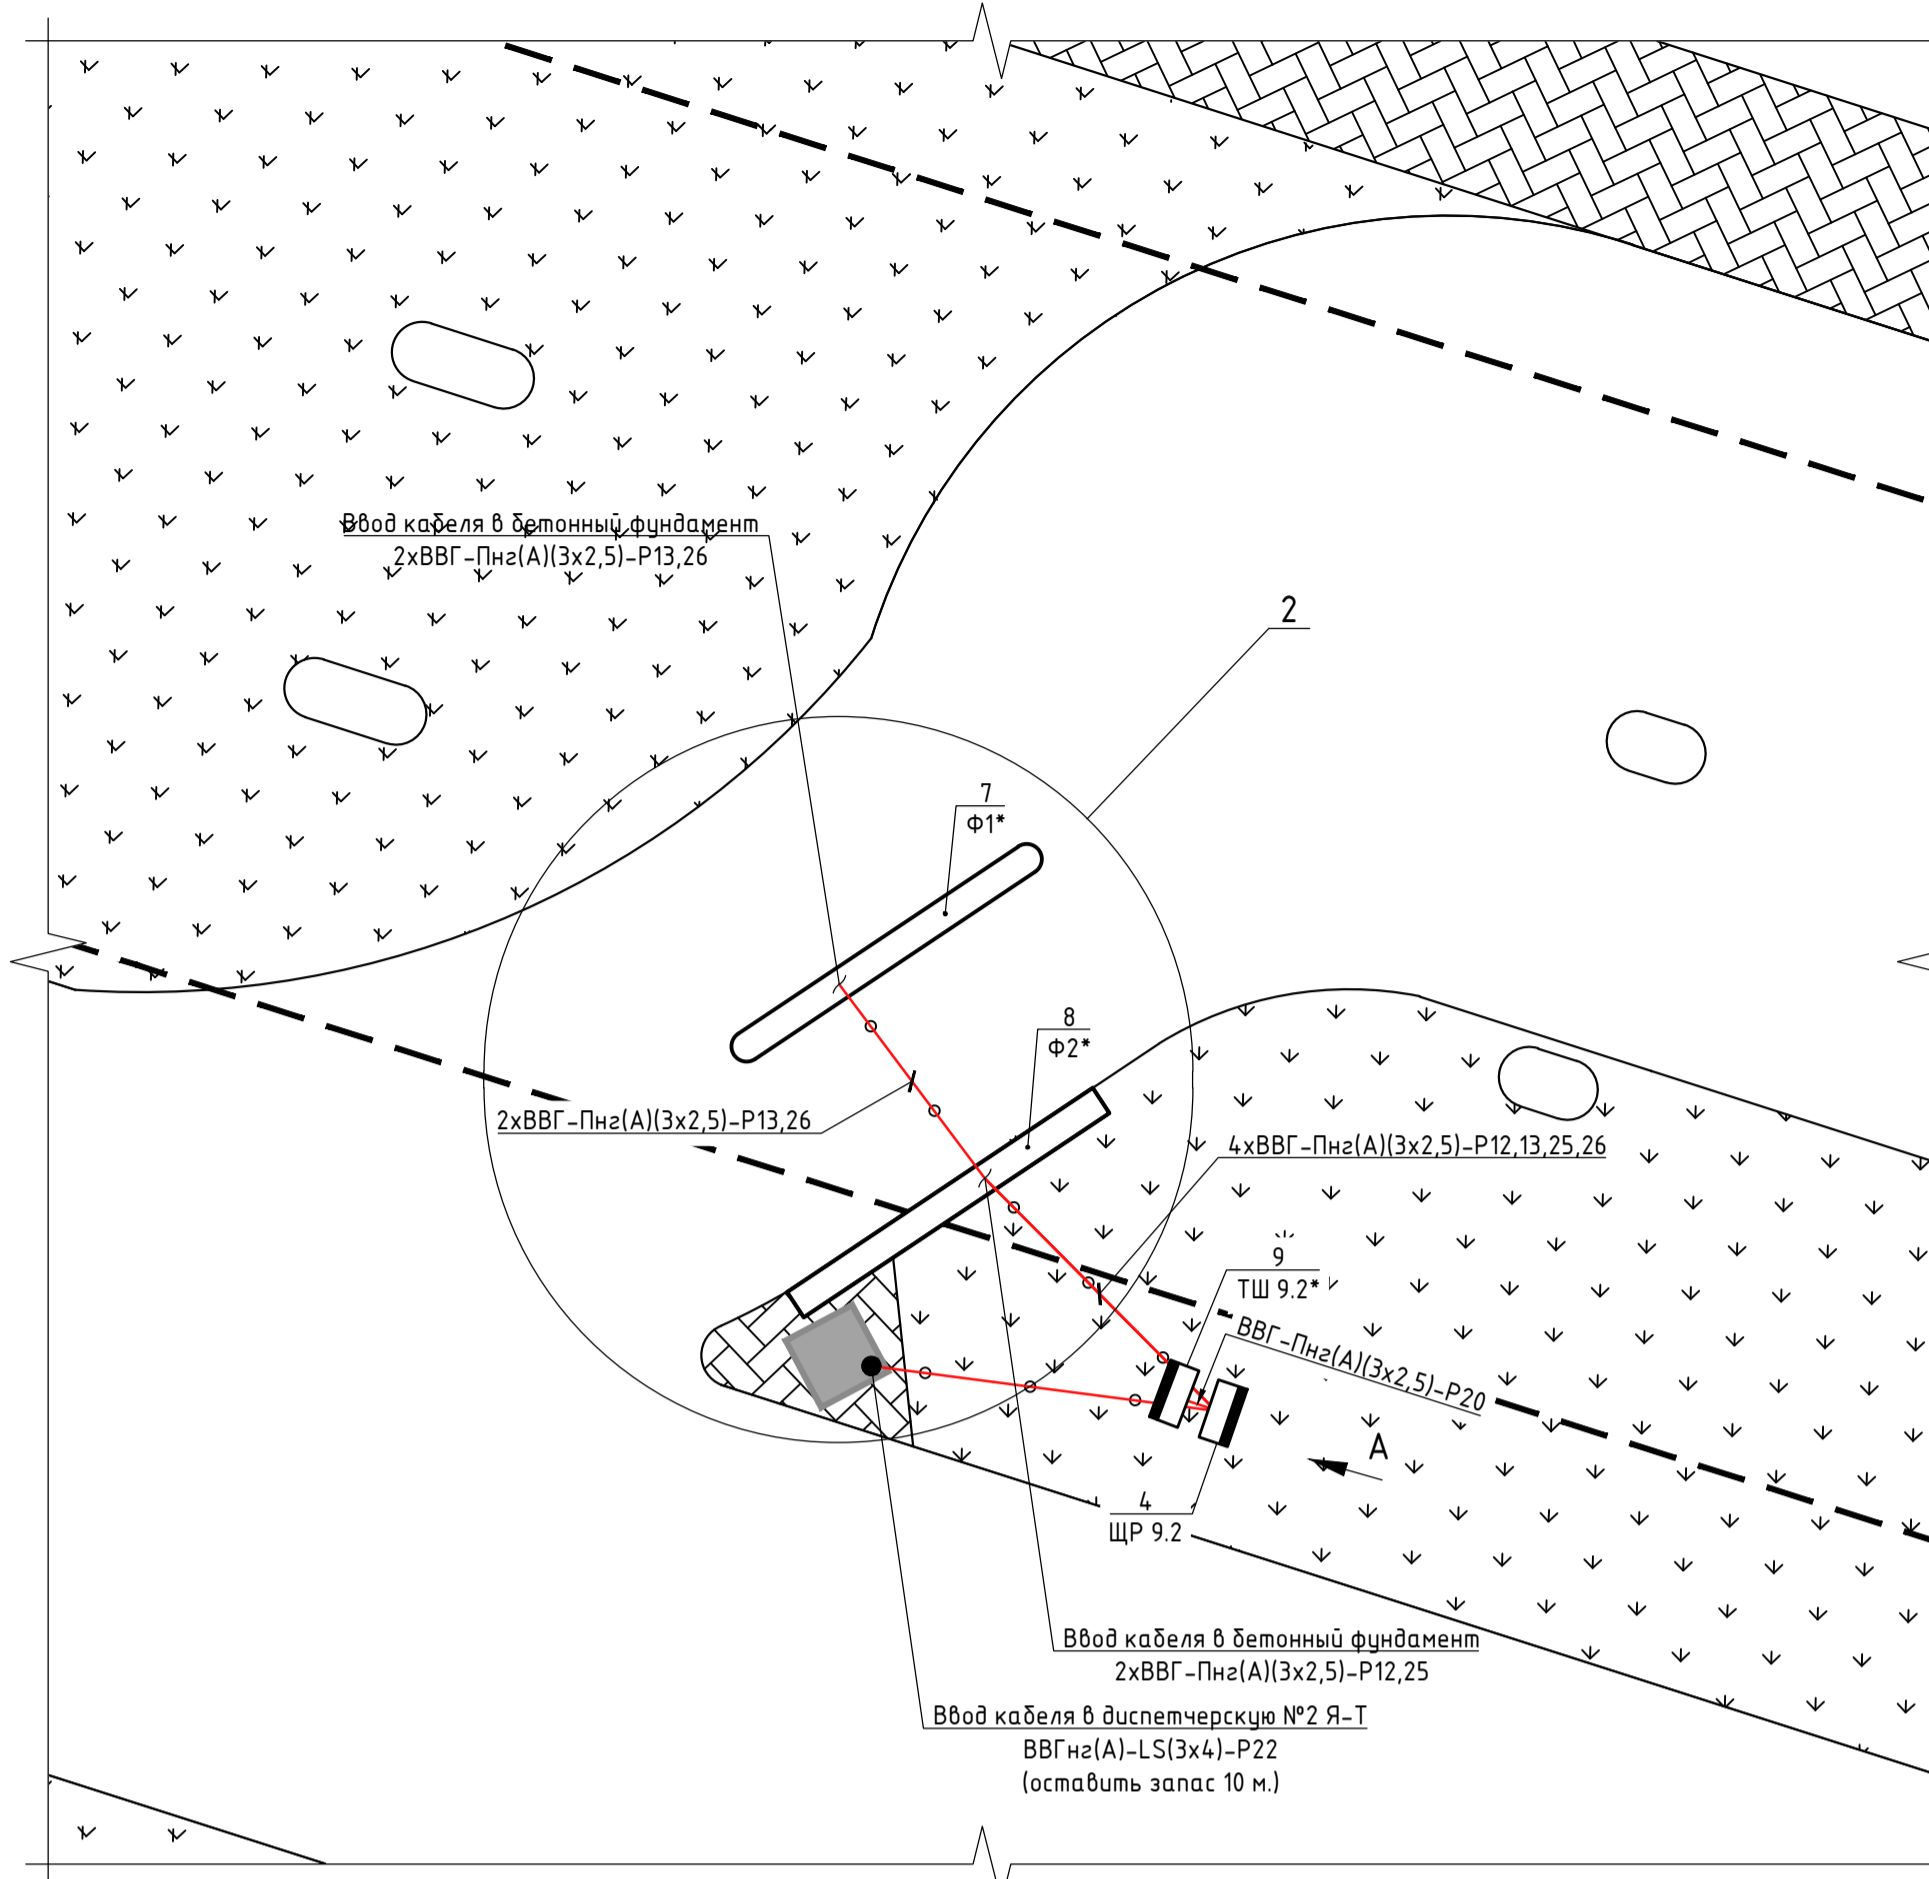 Ввод кабеля в бетонный фундамент
2хВВГ-Пнг(А)(3х2,5)-Р13,26
2
7
Ф1*
8
Ф2*
2хВВГ-Пнг(А)(3х2,5)-Р13,26
4хВВГ-Пнг(А)(3х2,5)-Р12,13,25,26
9
ТШ 9.2*
ВВГ-Пнг(А)(3х2,5)-Р20
А
4
ЩР 9.2
Ввод кабеля в бетонный фундамент
2хВВГ-Пнг(А)(3х2,5)-Р12,25
Ввод кабеля в диспетчерскую №2 Я-Т
ВВГнг(А)-LS(3х4)-Р22
(оставить запас 10 м.)